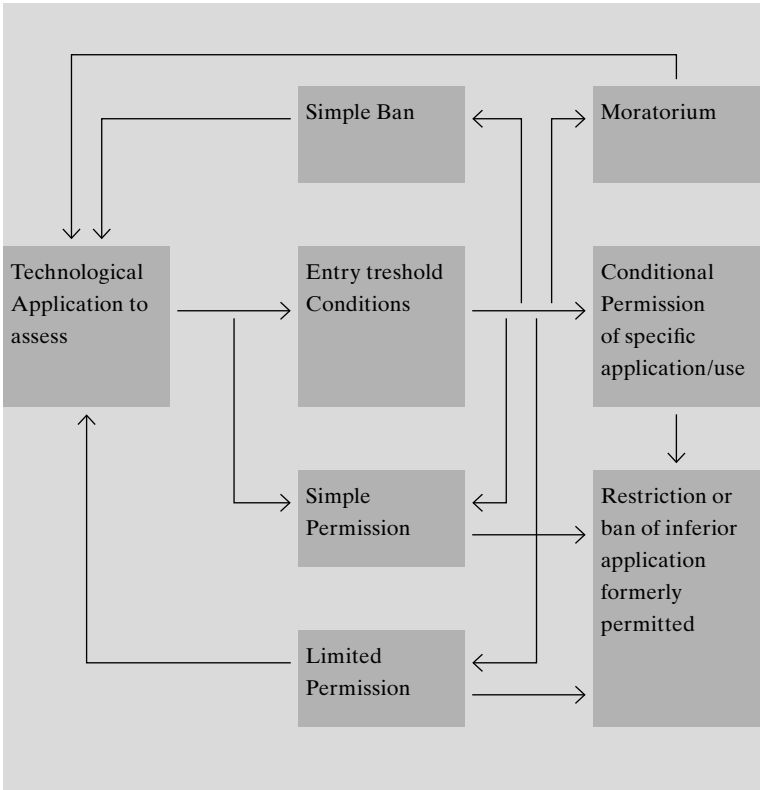 Simple Ban
Moratorium
Technological
Application to
assess
Entry treshold
Conditions
Conditional
Permission
of specific
application/use
Simple
Permission
Restriction or
ban of inferior
application
formerly
permitted
Limited
Permission